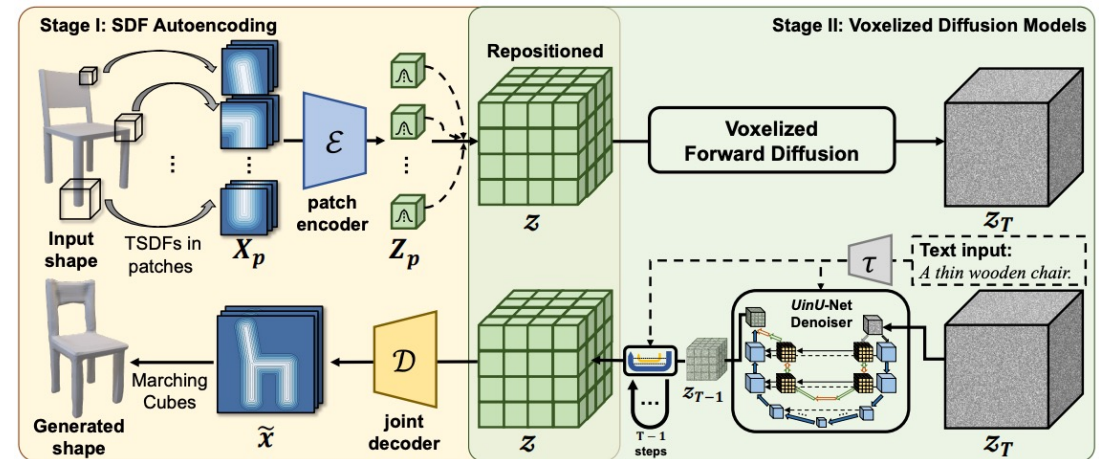 Stage I: SDF Autoencoding
Stage II: Voxelized Diffusion Models
Repositioned
Voxelized
Forward Diffusion
ℰ
patch
encoder
⋮
⋮
Input
shape
TSDFs in
patches
X_p
Z_p
z
z_T
τ
Text input:
A thin wooden chair.
UinU-Net
Denoiser
𝒟
Marching
Cubes
z_{T-1}
...
T − 1
steps
Generated
shape
x̃
joint
decoder
z
z_T